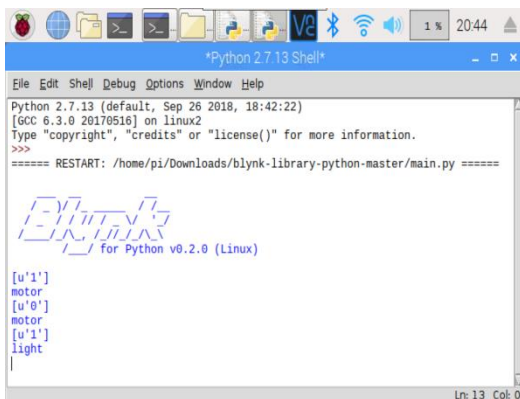 1 % 20:44
*Python 2.7.13 Shell*
File Edit Shell Debug Options Window Help
Python 2.7.13 (default, Sep 26 2018, 18:42:22)
[GCC 6.3.0 20170516] on linux2
Type "copyright", "credits" or "license()" for more information.
>>>
====== RESTART: /home/pi/Downloads/blynk-library-python-master/main.py ======
Blynk
for Python v0.2.0 (Linux)
[u'1']
motor
[u'0']
motor
[u'1']
light
Ln: 13 Col: 0